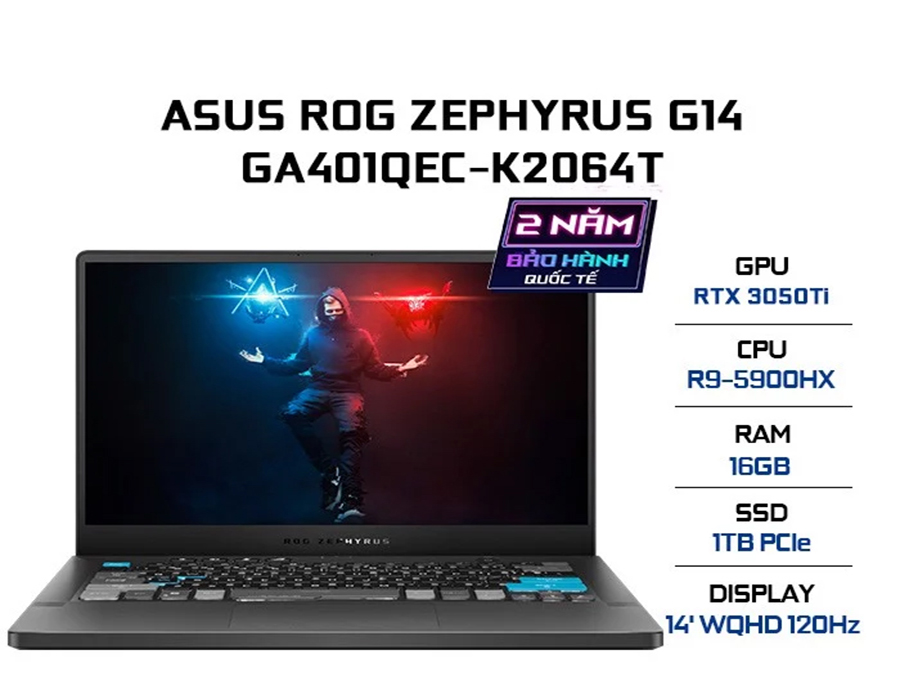 ASUS ROG ZEPHYRUS G14
GA401QEC-K2064T
2 NĂM
BẢO HÀNH
QUỐC TẾ
GPU
RTX 3050Ti
CPU
R9-5900HX
RAM
16GB
SSD
1TB PCIe
DISPLAY
14' WQHD 120Hz
ROG ZEPHYRUS